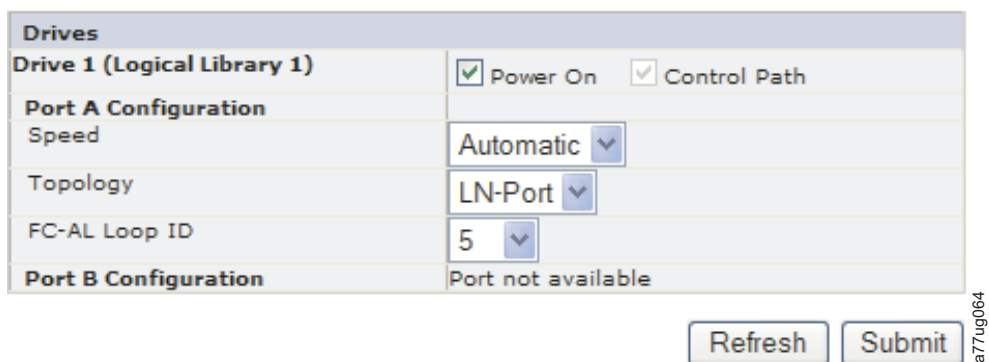 Drives
Drive 1 (Logical Library 1) Power On Control Path
Port A Configuration
Speed Automatic
Topology LN-Port
FC-AL Loop ID 5
Port B Configuration Port not available
Refresh Submit
a77ug064